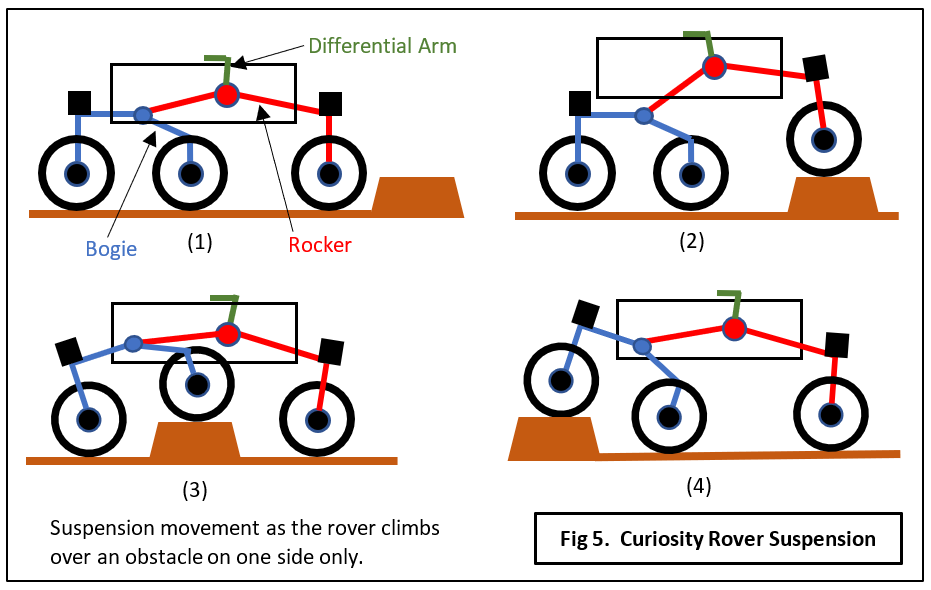 Differential Arm
(1)
Bogie
Rocker
(2)
(3)
(4)
Suspension movement as the rover climbs
over an obstacle on one side only.
Fig 5. Curiosity Rover Suspension